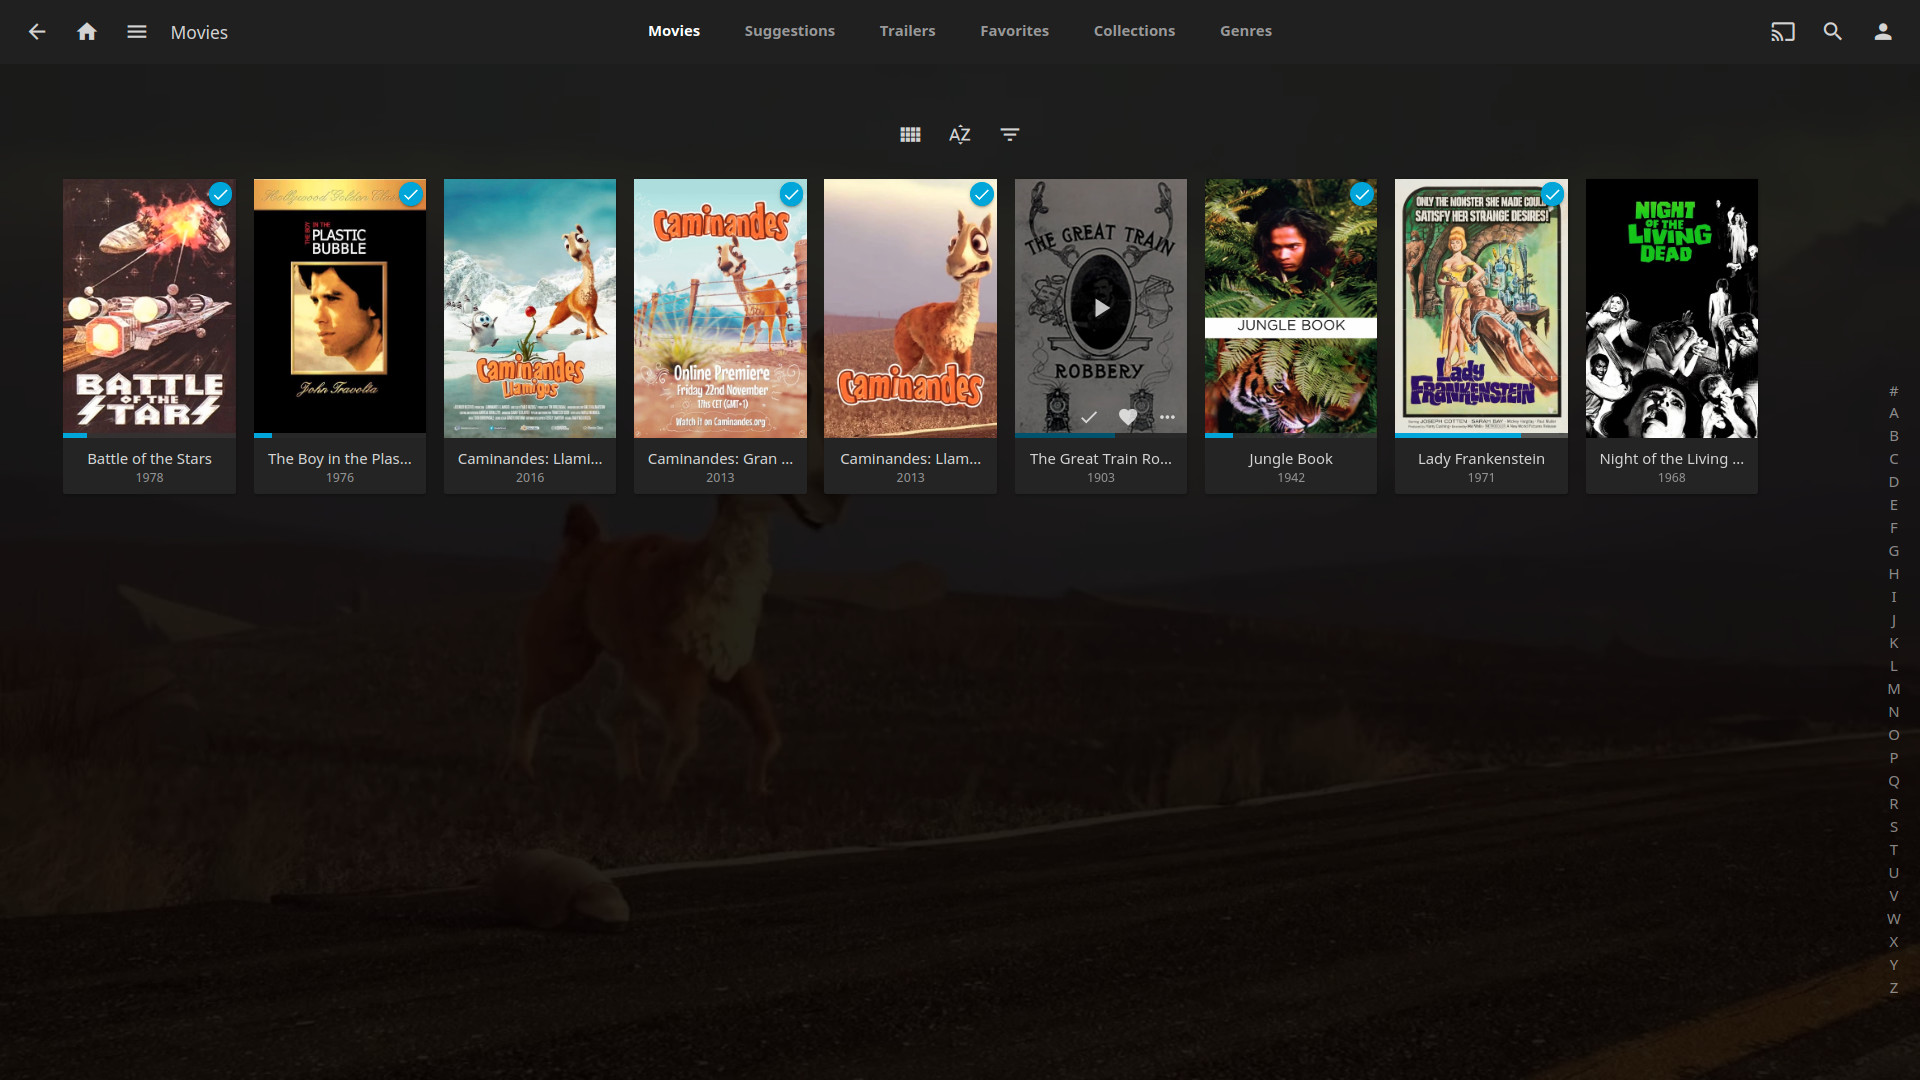 Movies
Movies
Suggestions
Trailers
Favorites
Collections
Genres
AZ
BATTLE
OF THE
STARS
Battle of the Stars
1978
THE BOY IN THE
PLASTIC
BUBBLE
John Travolta
The Boy in the Plas...
1976
Caminandes
Llamigos
Caminandes: Llami...
2016
Caminandes
Online Premiere
Friday 22nd November
17hs CET (GMT+1)
Watch it on Caminandes.org
Caminandes: Gran ...
2013
Caminandes
Caminandes: Llam...
2013
THE GREAT TRAIN
ROBBERY
The Great Train Ro...
1903
JUNGLE BOOK
Jungle Book
1942
ONLY THE MONSTER SHE MADE COUL
SATISFY HER STRANGE DESIRES!
Lady
FRANKENSTEIN
JOSEPH COTTEN SARAH BAY
Lady Frankenstein
1971
NIGHT
OF THE
LIVING
DEAD
Night of the Living ...
1968
#
A
B
C
D
E
F
G
H
I
J
K
L
M
N
O
P
Q
R
S
T
U
V
W
X
Y
Z